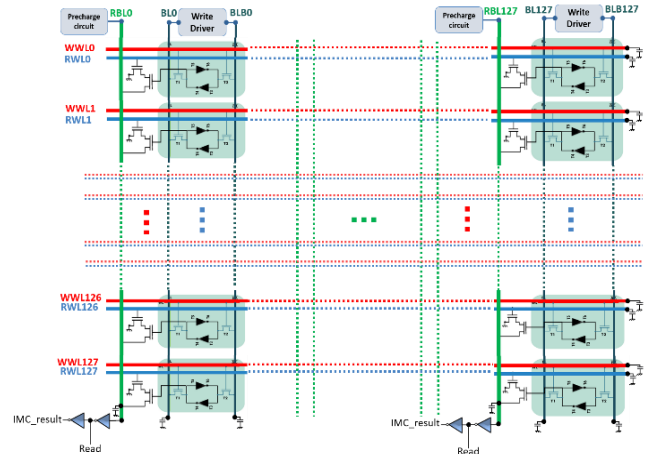 Precharge circuit
RBL0
BL0
Write Driver
BLB0
Precharge circuit
RBL127
BL127
Write Driver
BLB127
WWL0
RWL0
WWL1
RWL1
WWL126
RWL126
WWL127
RWL127
IMC_result
Read
IMC_result
Read